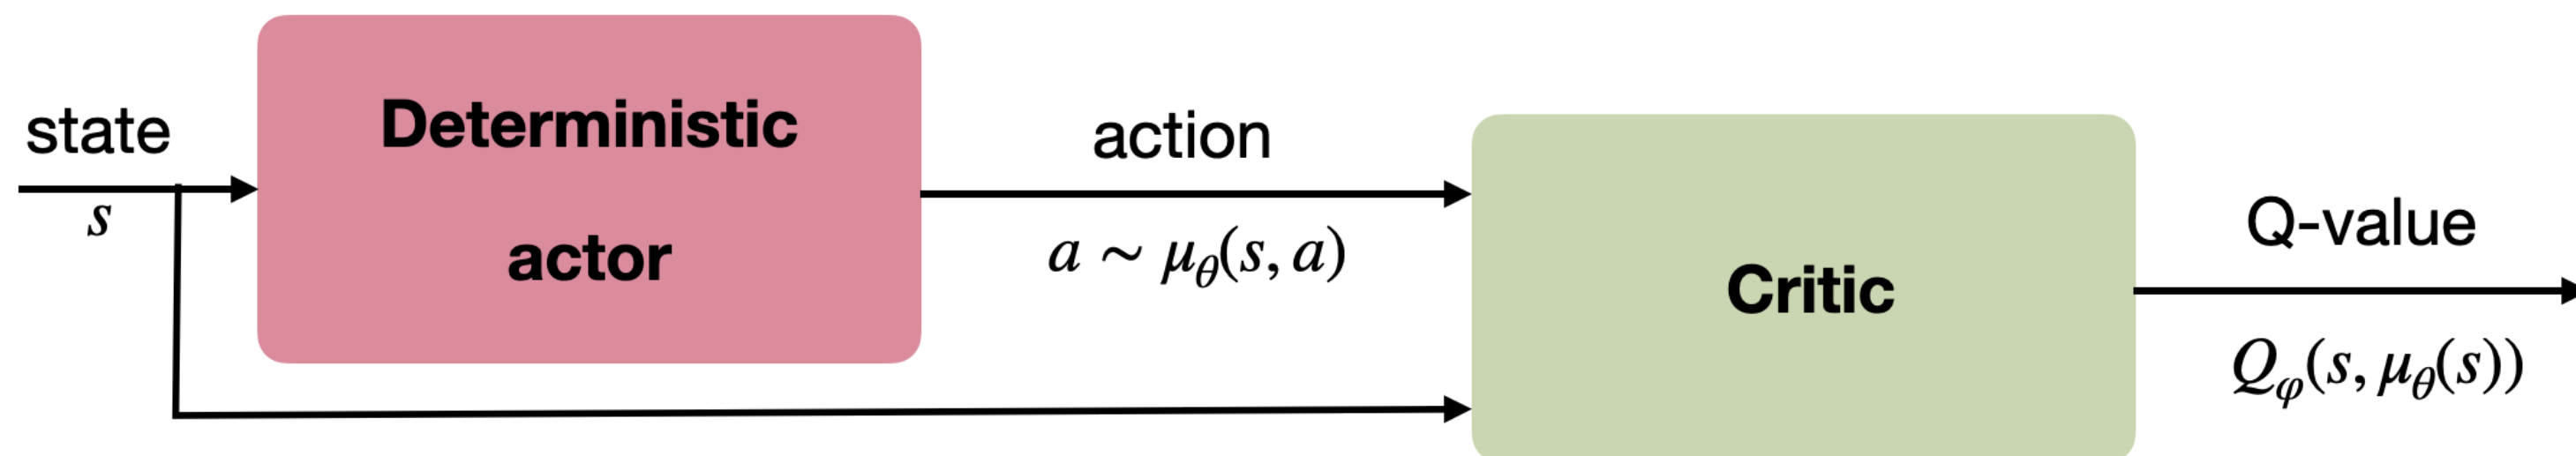 state
s
Deterministic
actor
action
a ∼ μ_θ(s, a)
Critic
Q-value
Q_φ(s, μ_θ(s))